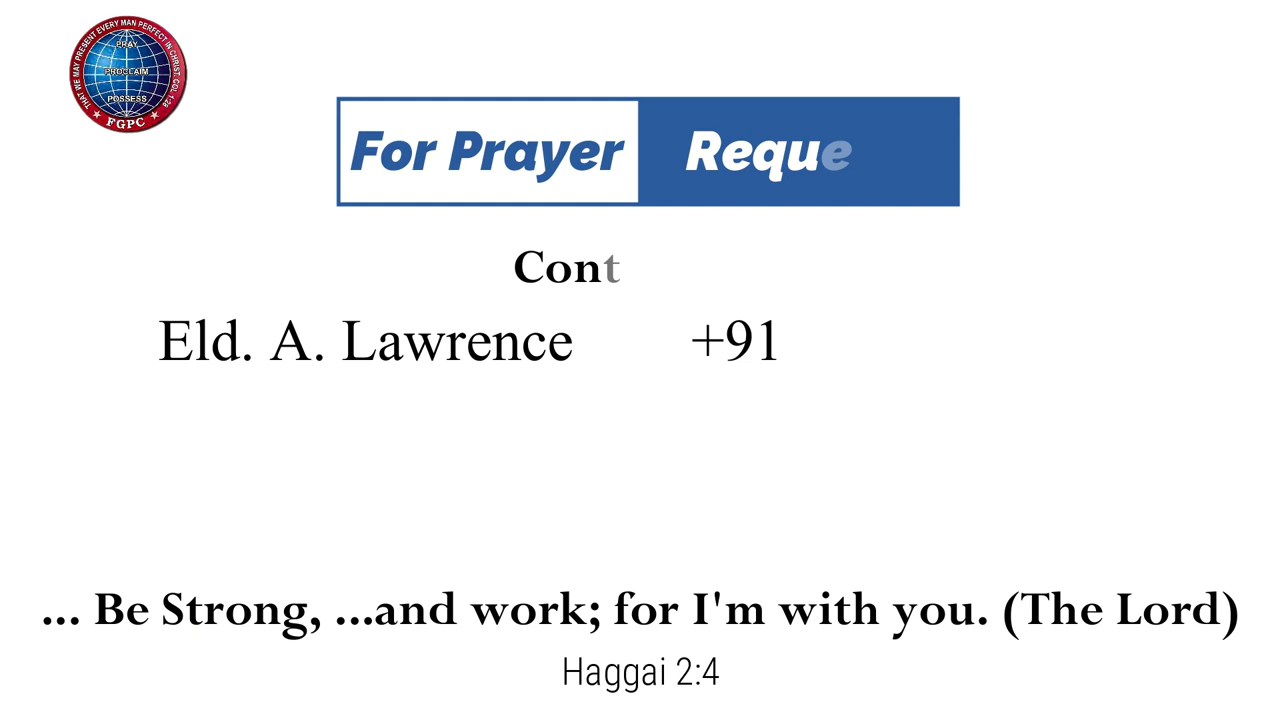 THAT WE MAY PRESENT EVERY MAN PERFECT IN CHRIST. COL 1:28
PRAY
PROCLAIM
POSSESS
★ FGPC ★
For Prayer Reque
Cont
Eld. A. Lawrence +91
... Be Strong, ...and work; for I'm with you. (The Lord)
Haggai 2:4